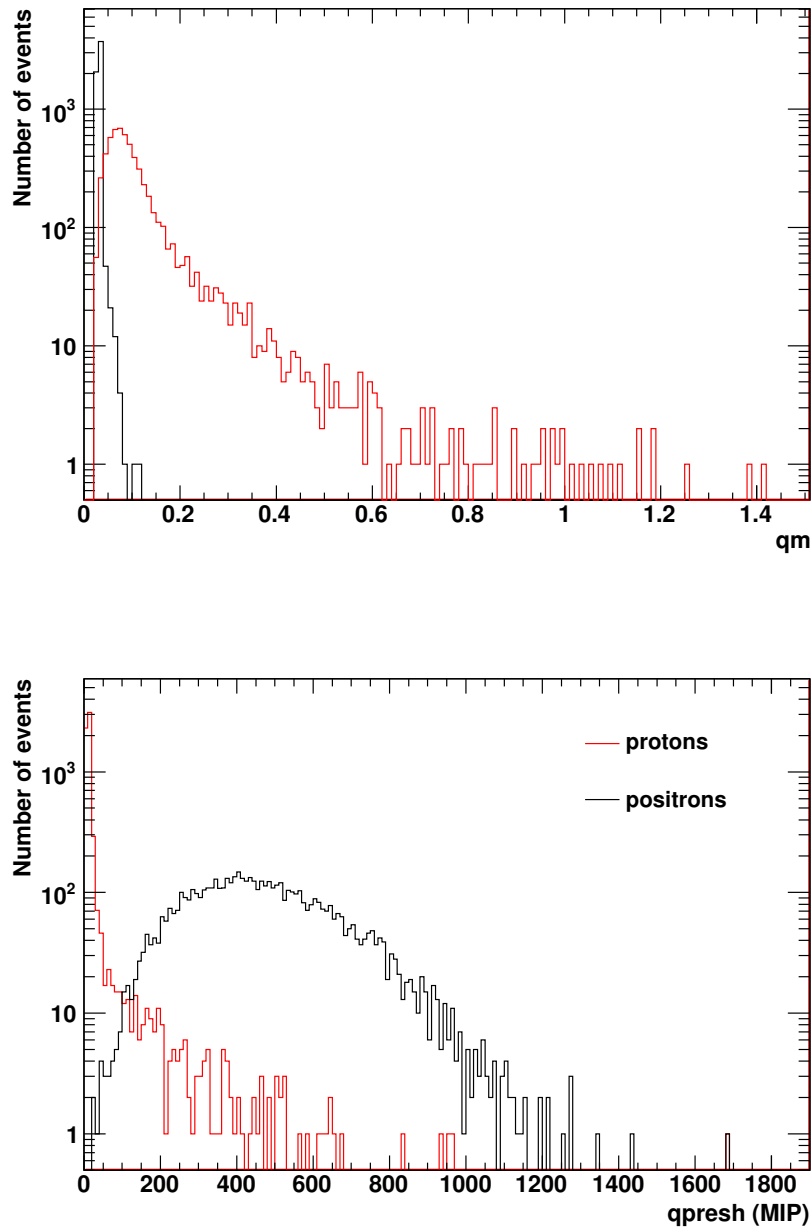 Number of events
10³
10²
10
1
0 0.2 0.4 0.6 0.8 1 1.2 1.4
qm
Number of events
10³
10²
10
1
protons
positrons
0 200 400 600 800 1000 1200 1400 1600 1800
qpresh (MIP)